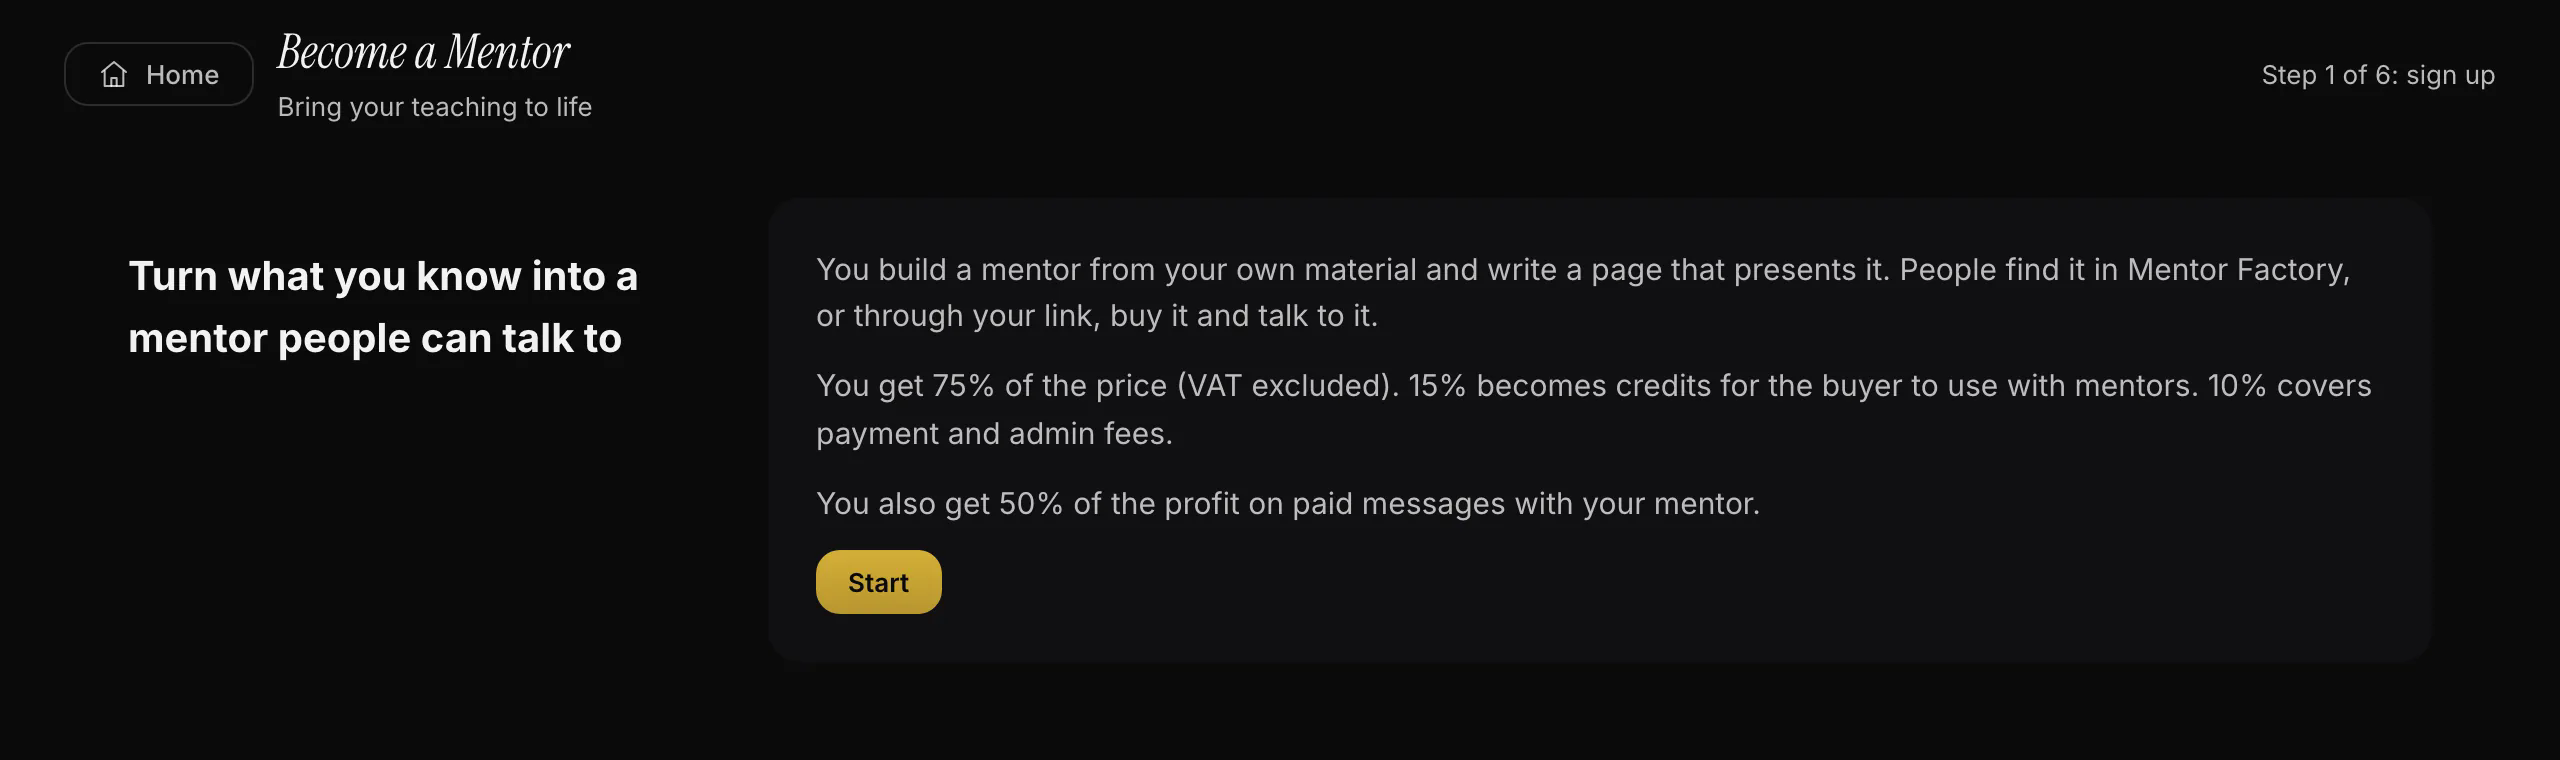 Home
Become a Mentor
Bring your teaching to life
Step 1 of 6: sign up
Turn what you know into a
mentor people can talk to
You build a mentor from your own material and write a page that presents it. People find it in Mentor Factory,
or through your link, buy it and talk to it.
You get 75% of the price (VAT excluded). 15% becomes credits for the buyer to use with mentors. 10% covers
payment and admin fees.
You also get 50% of the profit on paid messages with your mentor.
Start